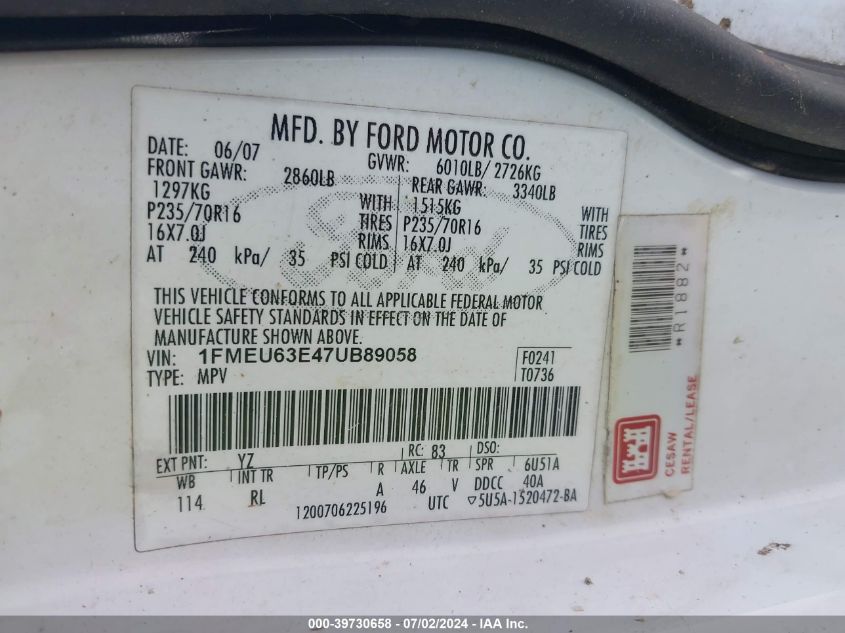 MFD. BY FORD MOTOR CO.
DATE: 06/07 GVWR: 6010LB/ 2726KG
FRONT GAWR: 2860LB REAR GAWR: 3340LB
1297KG WITH 1515KG WITH
P235/70R16 TIRES P235/70R16 TIRES
16X7.0J RIMS 16X7.0J RIMS
AT 240 kPa/ 35 PSI COLD AT 240 kPa/ 35 PSI COLD
Ford
THIS VEHICLE CONFORMS TO ALL APPLICABLE FEDERAL MOTOR
VEHICLE SAFETY STANDARDS IN EFFECT ON THE DATE OF
MANUFACTURE SHOWN ABOVE.
VIN: 1FMEU63E47UB89058 F0241
TYPE: MPV T0736
EXT PNT: YZ RC: 83 DSO:
WB INT TR TP/PS R AXLE TR SPR 6U51A
114 RL A 46 V DDCC 40A
1200706225196 UTC ▽5U5A-1520472-BA
*R1882*
CESAW
RENTAL/LEASE
000-39730658 - 07/02/2024 - IAA Inc.